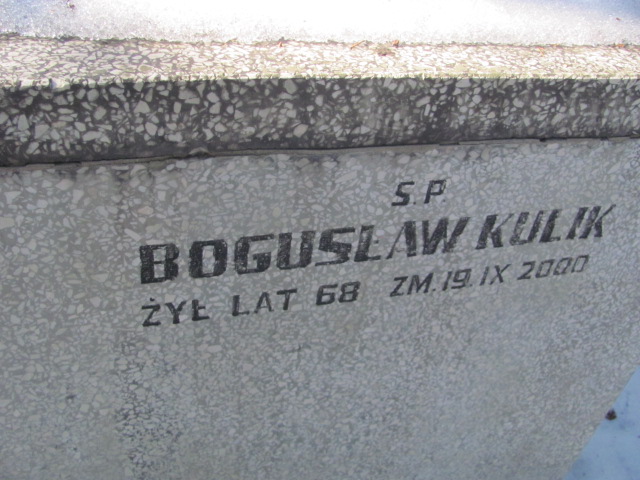 S.P
BOGUSŁAW KULIK
ŻYŁ LAT 68 ZM.19.IX 2000